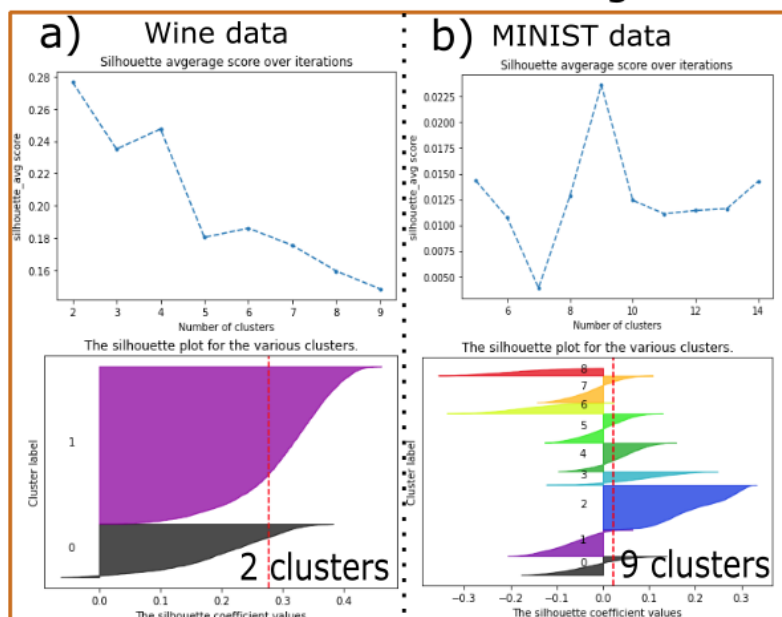 a) Wine data
Silhouette avgerage score over iterations
silhouette_avg score
0.28
0.26
0.24
0.22
0.20
0.18
0.16
2 3 4 5 6 7 8 9
Number of clusters
The silhouette plot for the various clusters.
Cluster label
1
0
2 clusters
0.0 0.1 0.2 0.3 0.4
The silhouette coefficient values
b) MINIST data
Silhouette avgerage score over iterations
silhouette_avg score
0.0225
0.0200
0.0175
0.0150
0.0125
0.0100
0.0075
0.0050
6 8 10 12 14
Number of clusters
The silhouette plot for the various clusters.
Cluster label
8
7
6
5
4
3
2
1
0
9 clusters
−0.3 −0.2 −0.1 0.0 0.1 0.2 0.3
The silhouette coefficient values